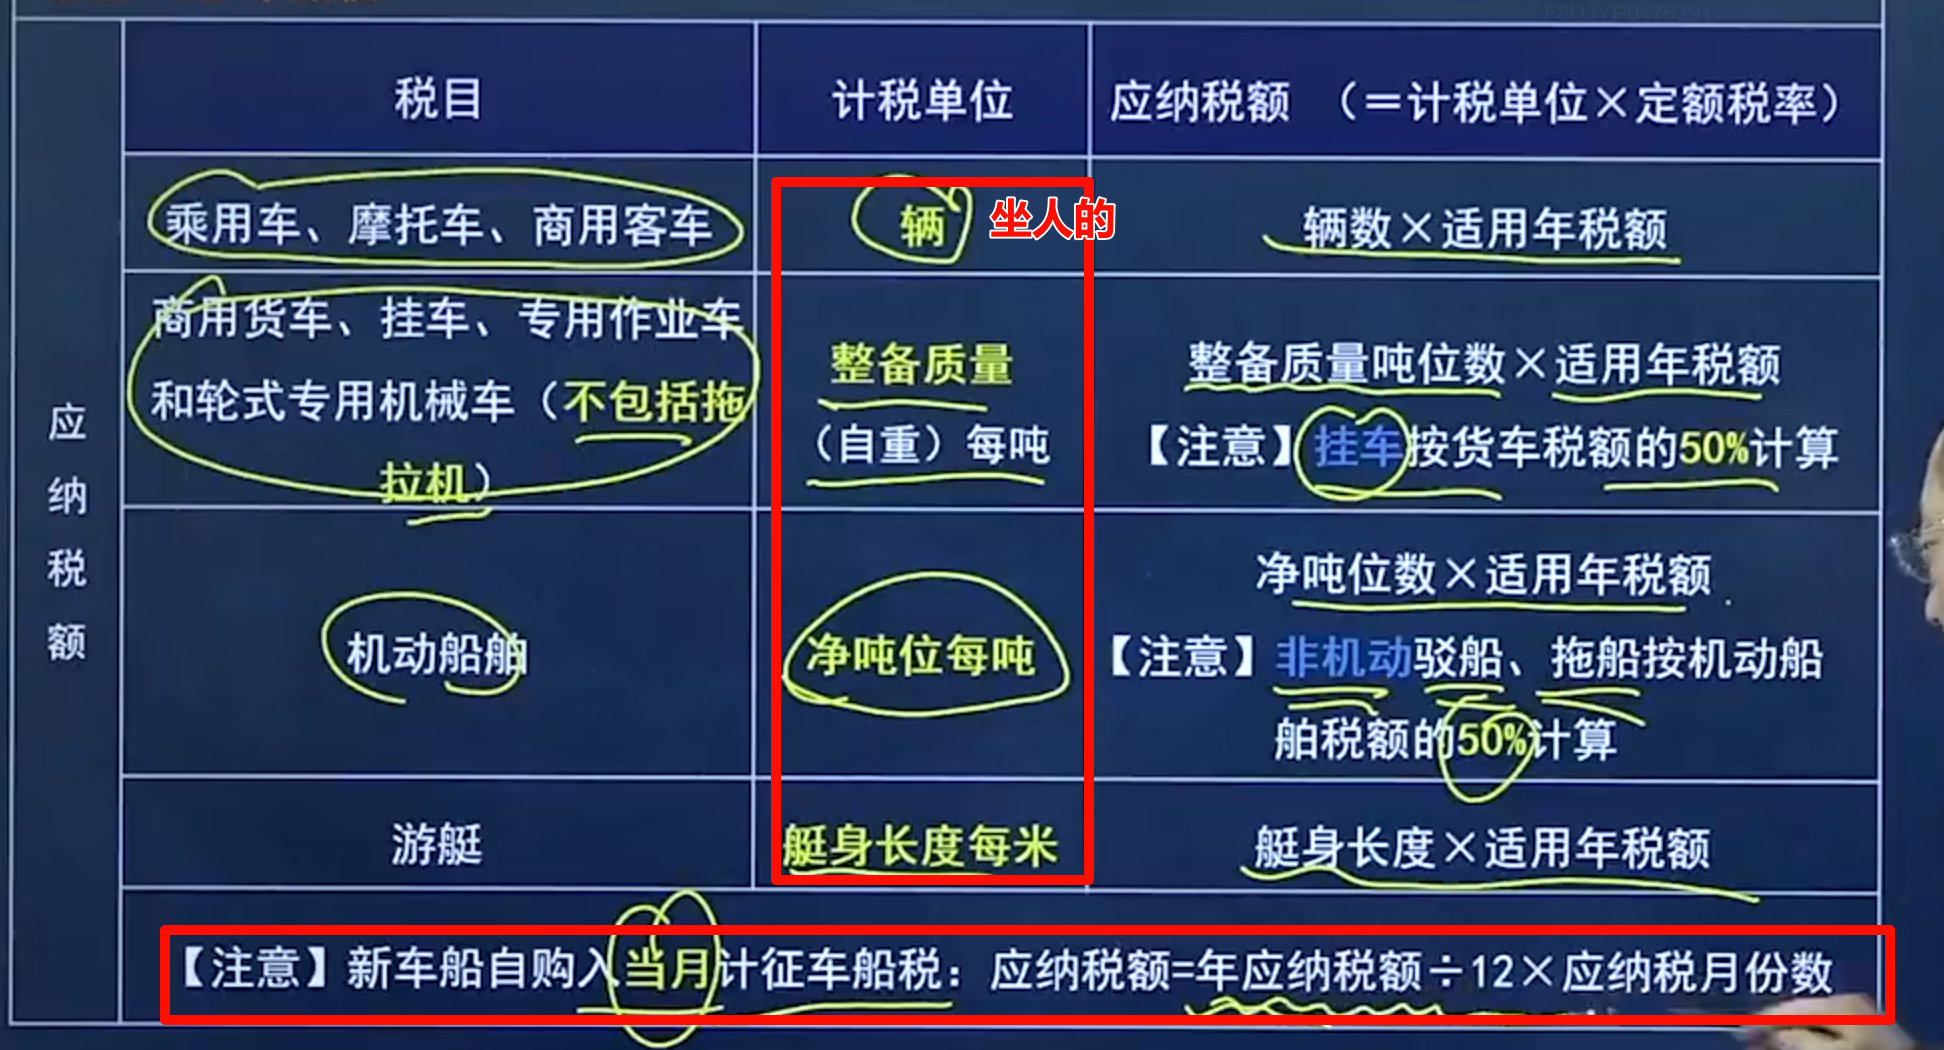 F8U3YP0476391
税目
计税单位
应纳税额 （=计税单位×定额税率）
应纳税额
乘用车、摩托车、商用客车
辆
坐人的
辆数×适用年税额
商用货车、挂车、专用作业车
和轮式专用机械车（不包括拖
拉机）
整备质量
（自重）每吨
整备质量吨位数×适用年税额
【注意】挂车按货车税额的50%计算
机动船舶
净吨位每吨
净吨位数×适用年税额
【注意】非机动驳船、拖船按机动船
舶税额的50%计算
游艇
艇身长度每米
艇身长度×适用年税额
【注意】新车船自购入当月计征车船税：应纳税额=年应纳税额÷12×应纳税月份数